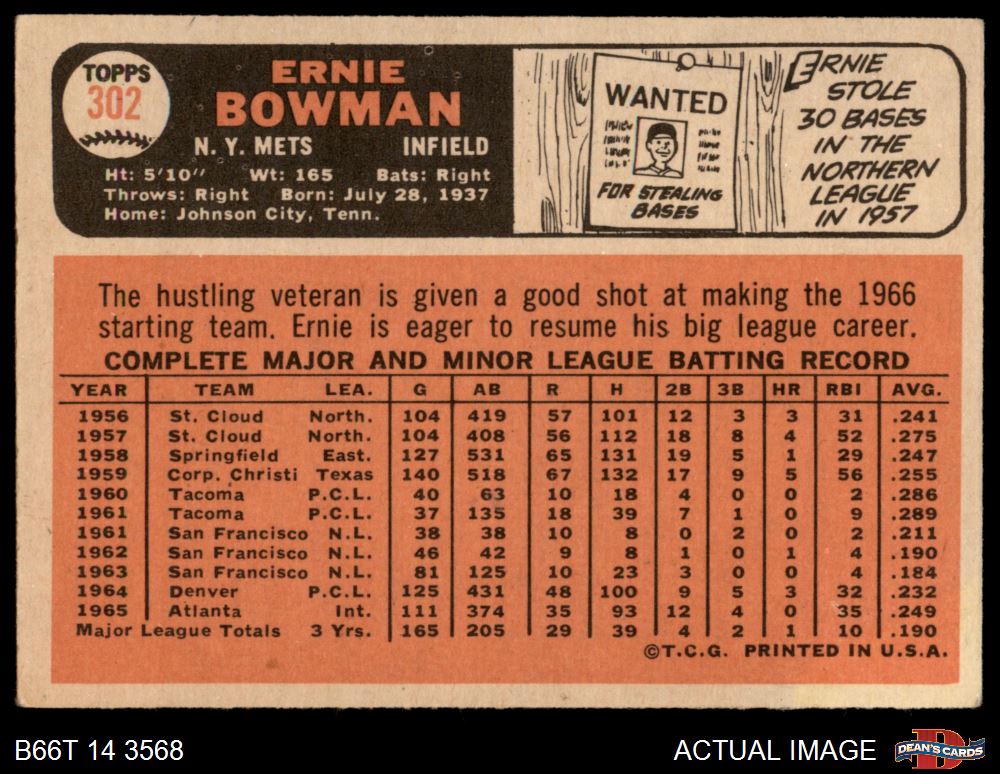 TOPPS
302
ERNIE
BOWMAN
N. Y. METS INFIELD
Ht: 5'10" Wt: 165 Bats: Right
Throws: Right Born: July 28, 1937
Home: Johnson City, Tenn.
WANTED
FOR STEALING
BASES
ERNIE
STOLE
30 BASES
IN THE
NORTHERN
LEAGUE
IN 1957
The hustling veteran is given a good shot at making the 1966
starting team. Ernie is eager to resume his big league career.
COMPLETE MAJOR AND MINOR LEAGUE BATTING RECORD
YEAR TEAM LEA. G AB R H 2B 3B HR RBI AVG.
1956 St. Cloud North. 104 419 57 101 12 3 3 31 .241
1957 St. Cloud North. 104 408 56 112 18 8 4 52 .275
1958 Springfield East. 127 531 65 131 19 5 1 29 .247
1959 Corp. Christi Texas 140 518 67 132 17 9 5 56 .255
1960 Tacoma P.C.L. 40 63 10 18 4 0 0 2 .286
1961 Tacoma P.C.L. 37 135 18 39 7 1 0 9 .289
1961 San Francisco N.L. 38 38 10 8 0 2 0 2 .211
1962 San Francisco N.L. 46 42 9 8 1 0 1 4 .190
1963 San Francisco N.L. 81 125 10 23 3 0 0 4 .184
1964 Denver P.C.L. 125 431 48 100 9 5 3 32 .232
1965 Atlanta Int. 111 374 35 93 12 4 0 35 .249
Major League Totals 3 Yrs. 165 205 29 39 4 2 1 10 .190
©T.C.G. PRINTED IN U.S.A.
B66T 14 3568
ACTUAL IMAGE
DEAN'S CARDS